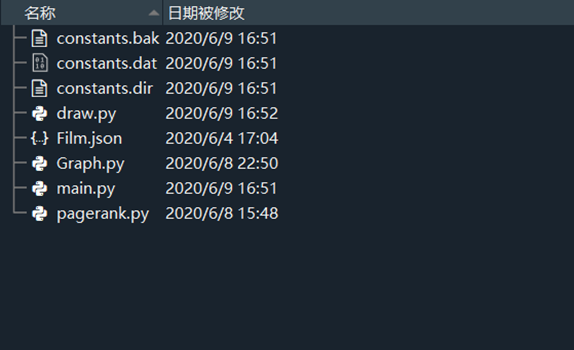 名称 日期被修改
constants.bak 2020/6/9 16:51
constants.dat 2020/6/9 16:51
constants.dir 2020/6/9 16:51
draw.py 2020/6/9 16:52
Film.json 2020/6/4 17:04
Graph.py 2020/6/8 22:50
main.py 2020/6/9 16:51
pagerank.py 2020/6/8 15:48